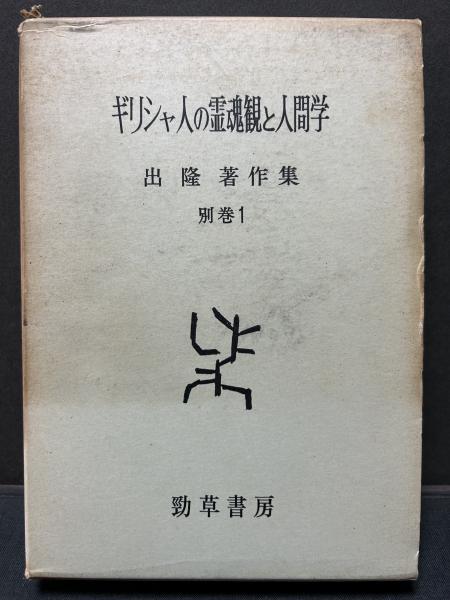 ギリシャ人の霊魂観と人間学
出隆著作集
別巻1
勁草書房